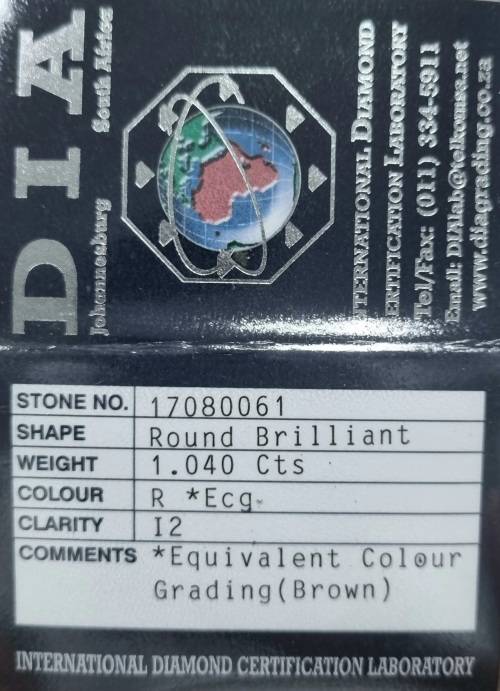 DIA
Johannesburg South Africa
INTERNATIONAL DIAMOND
CERTIFICATION LABORATORY
Tel/Fax: (011) 334-5911
Email: DIAlab@telkomsa.net
www.diagrading.co.za
STONE NO. 17080061
SHAPE Round Brilliant
WEIGHT 1.040 Cts
COLOUR R *Ecg
CLARITY I2
COMMENTS *Equivalent Colour
Grading(Brown)
INTERNATIONAL DIAMOND CERTIFICATION LABORATORY